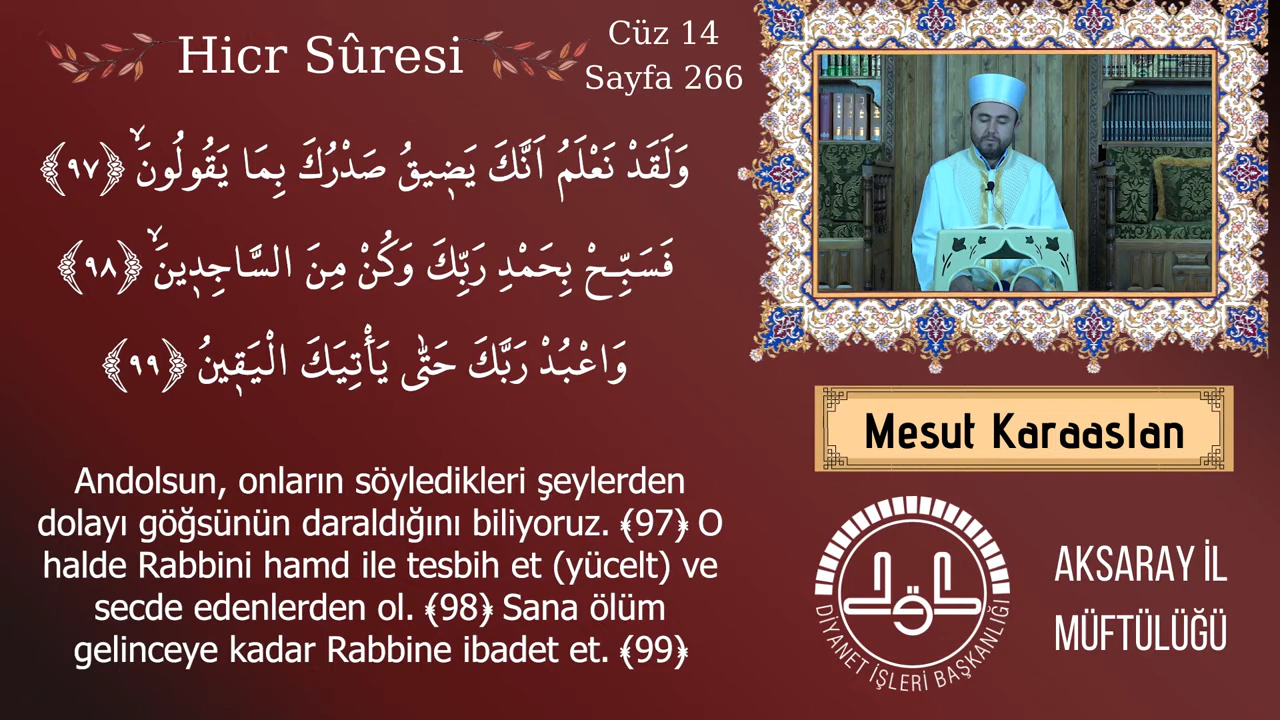 Hicr Sûresi
Cüz 14
Sayfa 266
وَلَقَدْ نَعْلَمُ اَنَّكَ يَض۪يقُ صَدْرُكَ بِمَا يَقُولُونَۙ ﴿٩٧﴾
فَسَبِّحْ بِحَمْدِ رَبِّكَ وَكُنْ مِنَ السَّاجِد۪ينَۙ ﴿٩٨﴾
وَاعْبُدْ رَبَّكَ حَتّٰى يَأْتِيَكَ الْيَق۪ينُ ﴿٩٩﴾
Andolsun, onların söyledikleri şeylerden
dolayı göğsünün daraldığını biliyoruz. ﴾97﴿ O
halde Rabbini hamd ile tesbih et (yücelt) ve
secde edenlerden ol. ﴾98﴿ Sana ölüm
gelinceye kadar Rabbine ibadet et. ﴾99﴿
Mesut Karaaslan
DİYANET İŞLERİ BAŞKANLIĞI
AKSARAY İL
MÜFTÜLÜĞÜ